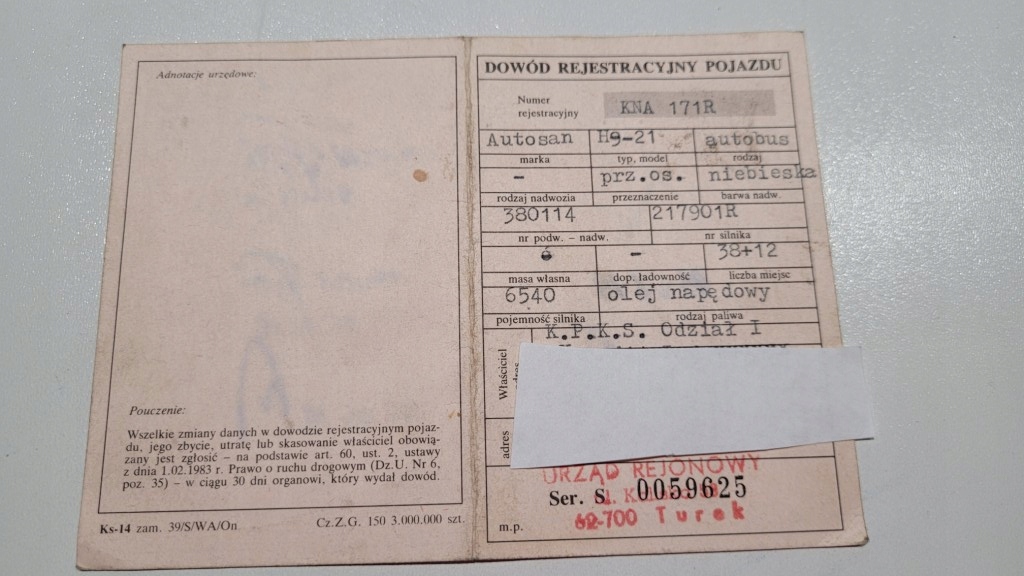 Adnotacje urzędowe:
Pouczenie:
Wszelkie zmiany danych w dowodzie rejestracyjnym pojaz-
du, jego zbycie, utratę lub skasowanie właściciel obowią-
zany jest zgłosić – na podstawie art. 60, ust. 2, ustawy
z dnia 1.02.1983 r. Prawo o ruchu drogowym (Dz.U. Nr 6,
poz. 35) – w ciągu 30 dni organowi, który wydał dowód.
Ks-14 zam. 39/S/WA/On.
Cz.Z.G. 150 3.000.000 szt.
DOWÓD REJESTRACYJNY POJAZDU
Numer
rejestracyjny
KNA 171R
Autosan H9-21 autobus
marka typ, model rodzaj
- prz.os. niebieska
rodzaj nadwozia przeznaczenie barwa nadw.
380114 217901R
nr podw. – nadw. nr silnika
- 38+12
masa własna dop. ładowność liczba miejsc
6540 olej napędowy
pojemność silnika rodzaj paliwa
K.P.K.S. Odział I
Właściciel
adres
adres
URZĄD REJONOWY
Ser. S 0059625
62-700 Turek
m.p.